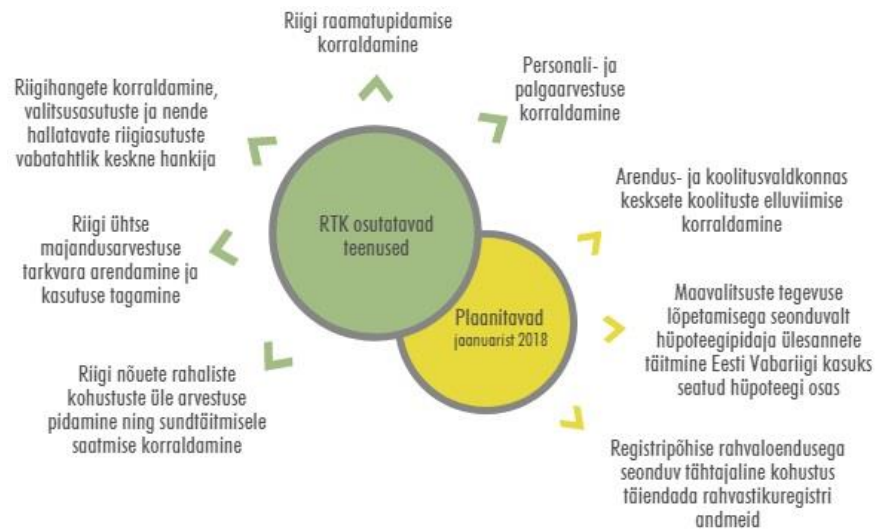 Riigi raamatupidamise
korraldamine
Personali- ja
palgaarvestuse
korraldamine
Riigihangete korraldamine,
valitsusasutuste ja nende
hallatavate riigiasutuste
vabatahtlik keskne hankija
Arendus- ja koolitusvaldkonnas
kesksete koolituste elluviimise
korraldamine
RTK osutatavad
teenused
Riigi ühtse
majandusarvestuse
tarkvara arendamine ja
kasutuse tagamine
Plaanitavad
jaanuarist 2018
Maavalitsuste tegevuse
lõpetamisega seonduvalt
hüpoteegipidaja ülesannete
täitmine Eesti Vabariigi kasuks
seatud hüpoteegi osas
Riigi nõuete rahaliste
kohustuste üle arvestuse
pidamine ning sundtäitmisele
saatmise korraldamine
Registripõhise rahvaloendusega
seonduv tähtajaline kohustus
täiendada rahvastikuregistri
andmeid